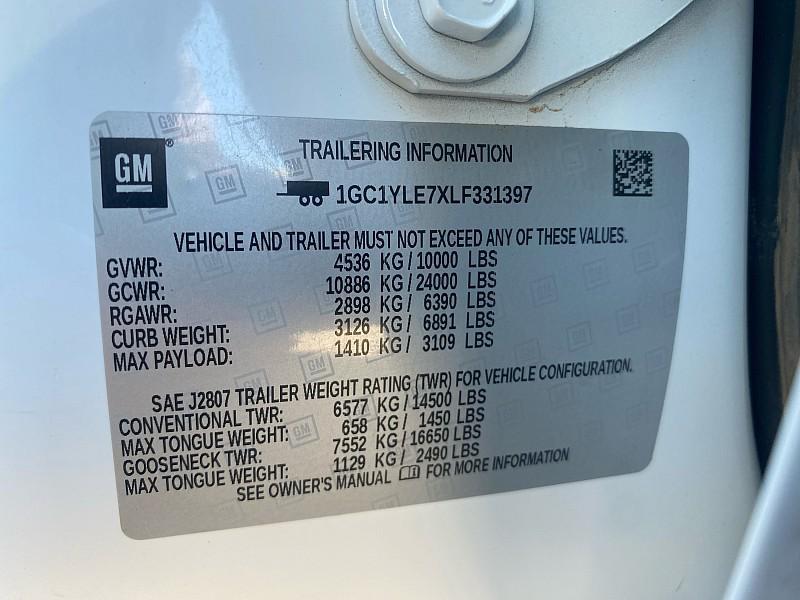 GM
TRAILERING INFORMATION
1GC1YLE7XLF331397
VEHICLE AND TRAILER MUST NOT EXCEED ANY OF THESE VALUES.
GVWR: 4536 KG / 10000 LBS
GCWR: 10886 KG / 24000 LBS
RGAWR: 2898 KG / 6390 LBS
CURB WEIGHT: 3126 KG / 6891 LBS
MAX PAYLOAD: 1410 KG / 3109 LBS
SAE J2807 TRAILER WEIGHT RATING (TWR) FOR VEHICLE CONFIGURATION.
CONVENTIONAL TWR: 6577 KG / 14500 LBS
MAX TONGUE WEIGHT: 658 KG / 1450 LBS
GOOSENECK TWR: 7552 KG / 16650 LBS
MAX TONGUE WEIGHT: 1129 KG / 2490 LBS
SEE OWNER'S MANUAL FOR MORE INFORMATION